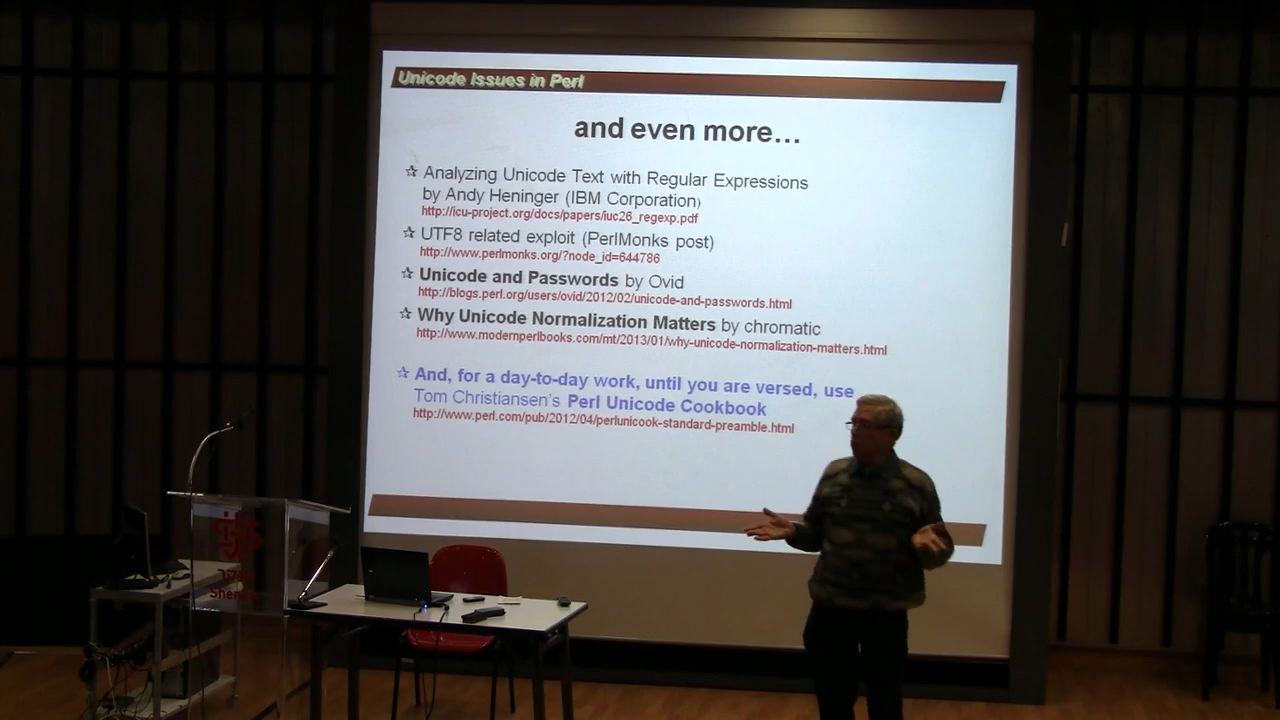 Unicode Issues in Perl
and even more…
Analyzing Unicode Text with Regular Expressions
by Andy Heninger (IBM Corporation)
http://icu-project.org/docs/papers/iuc26_regexp.pdf
UTF8 related exploit (PerlMonks post)
http://www.perlmonks.org/?node_id=644786
Unicode and Passwords by Ovid
http://blogs.perl.org/users/ovid/2012/02/unicode-and-passwords.html
Why Unicode Normalization Matters by chromatic
http://www.modernperlbooks.com/mt/2013/01/why-unicode-normalization-matters.html
And, for a day-to-day work, until you are versed, use
Tom Christiansen's Perl Unicode Cookbook
http://www.perl.com/pub/2012/04/perlunicook-standard-preamble.html